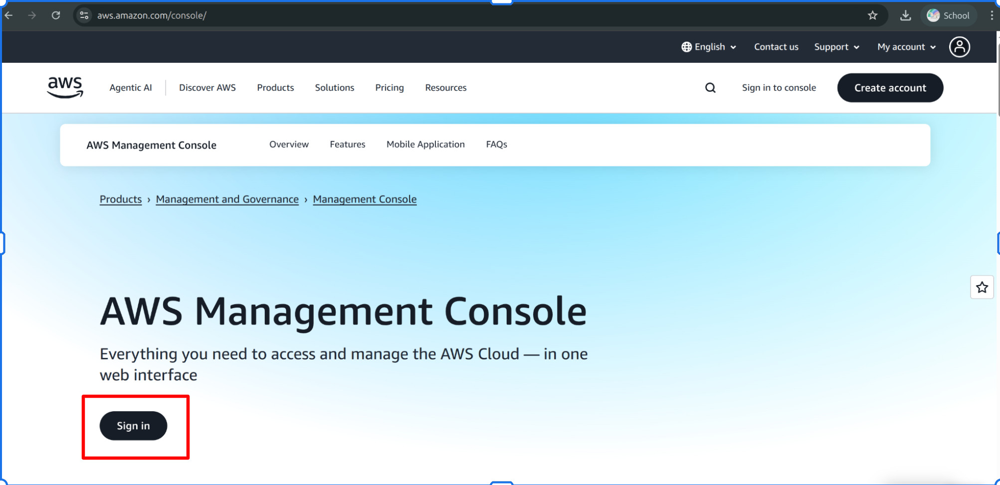 aws.amazon.com/console/
School
English
Contact us
Support
My account
aws
Agentic AI
Discover AWS
Products
Solutions
Pricing
Resources
Sign in to console
Create account
AWS Management Console
Overview
Features
Mobile Application
FAQs
Products › Management and Governance › Management Console
AWS Management Console
Everything you need to access and manage the AWS Cloud — in one
web interface
Sign in